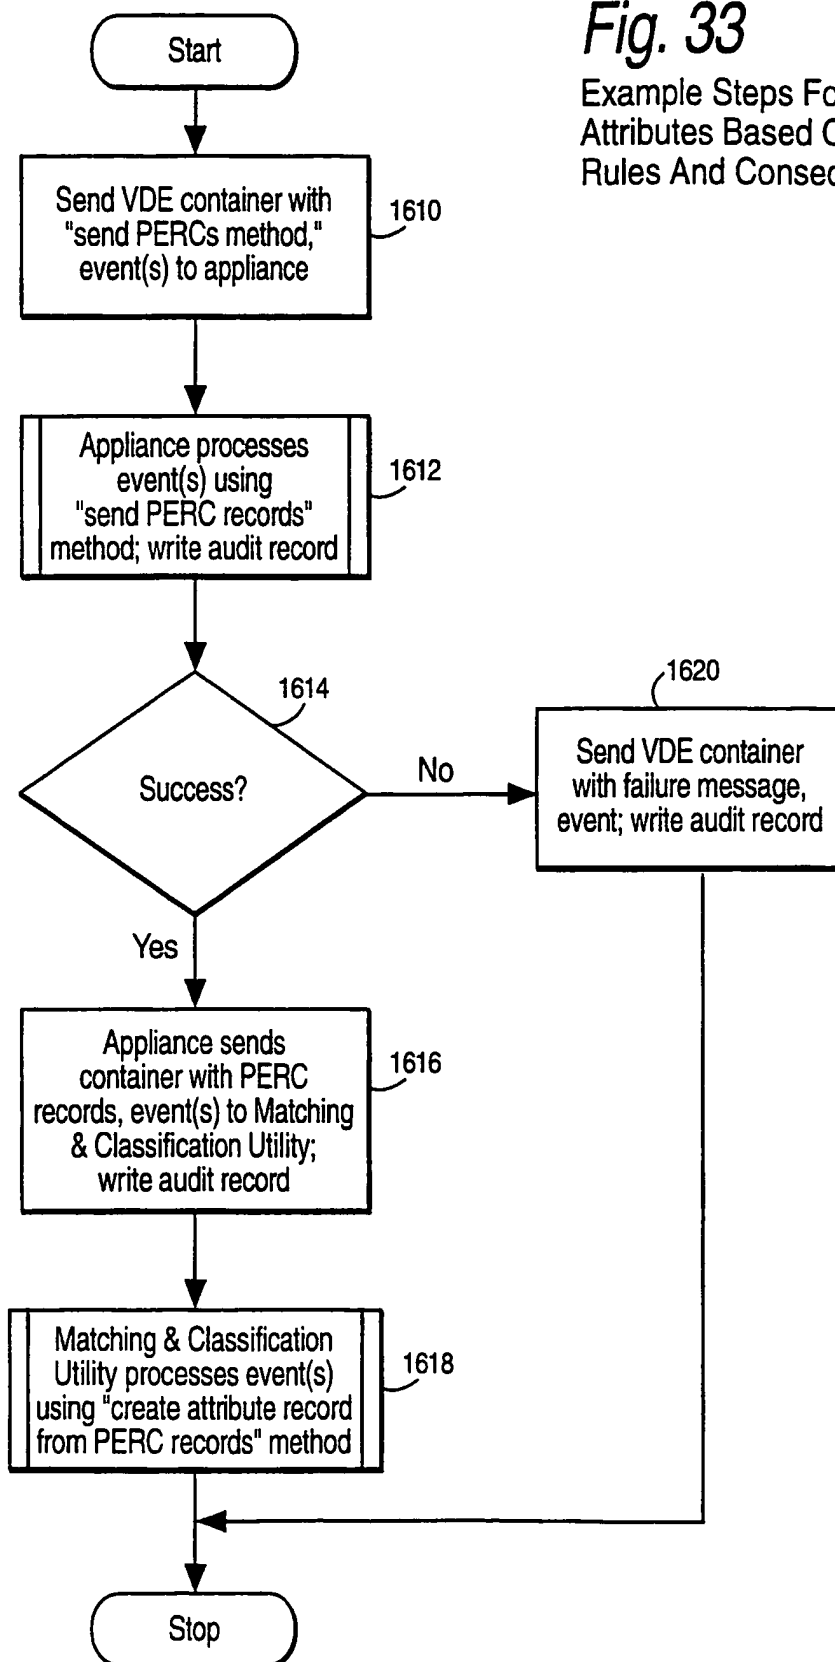 Fig. 33
Example Steps Fo
Attributes Based
Rules And Conse
Start
Send VDE container with
"send PERCs method,"
event(s) to appliance
1610
Appliance processes
event(s) using
"send PERC records"
method; write audit record
1612
1614
Success?
No
1620
Send VDE container
with failure message,
event; write audit record
Yes
Appliance sends
container with PERC
records, event(s) to Matching
& Classification Utility;
write audit record
1616
Matching & Classification
Utility processes event(s)
using "create attribute record
from PERC records" method
1618
Stop